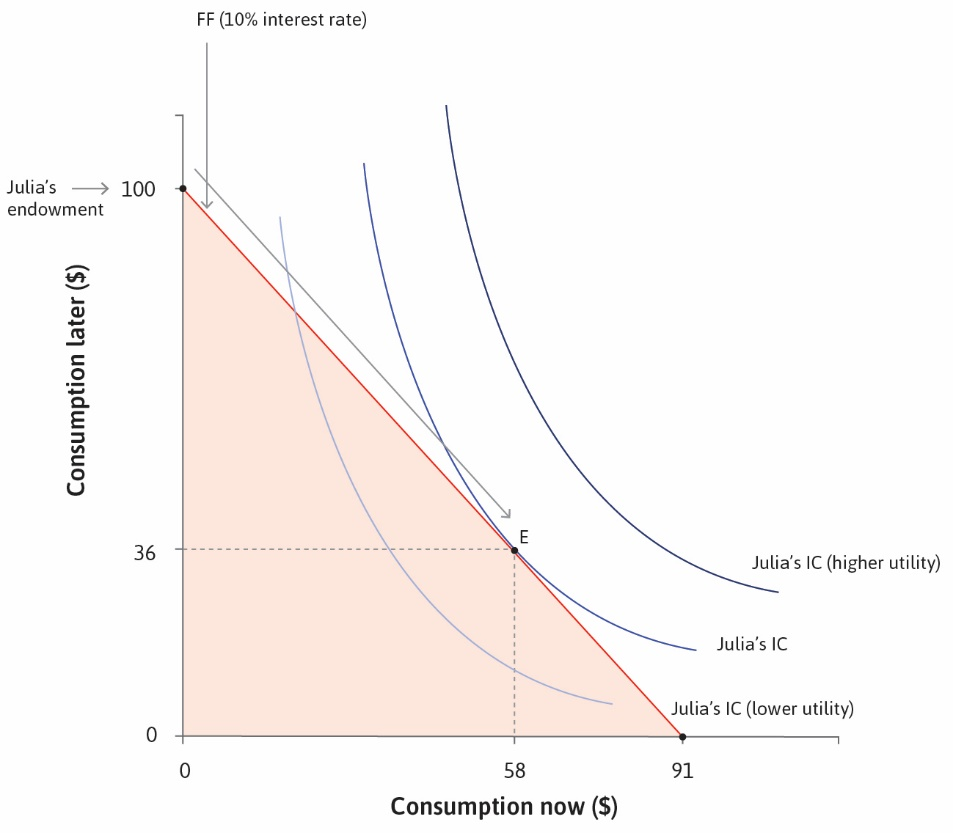 FF (10% interest rate)
Julia's
endowment
100
Consumption later ($)
E
36
Julia's IC (higher utility)
Julia's IC
Julia's IC (lower utility)
0
0
58
91
Consumption now ($)